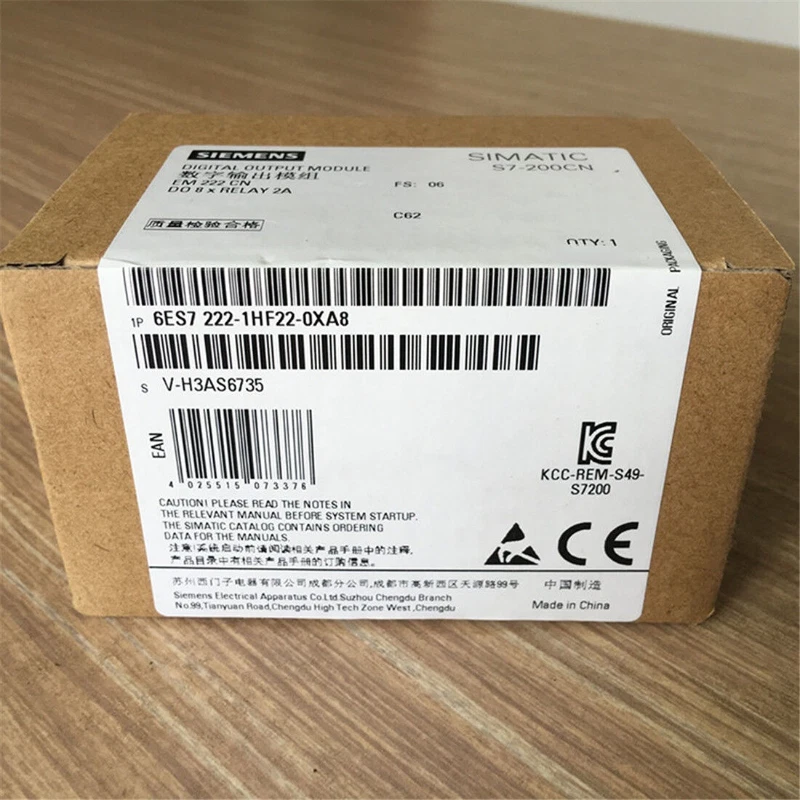 SIEMENS
SIMATIC
S7-200CN
DIGITAL OUTPUT MODULE
数字输出模组
EM 222 CN
DO 8 x RELAY 2A
FS: 06
C62
质量检验合格
QTY: 1
ORIGINAL PACKAGING
1P 6ES7 222-1HF22-0XA8
S V-H3AS6735
EAN
4 025515 073376
KCC-REM-S49-
S7200
CAUTION! PLEASE READ THE NOTES IN
THE RELEVANT MANUAL BEFORE SYSTEM STARTUP.
THE SIMATIC CATALOG CONTAINS ORDERING
DATA FOR THE MANUALS.
注意!系统启动前请阅读相关产品手册中的注释,
产品目录中有相关产品手册的订购信息。
CE
苏州西门子电器有限公司成都分公司,成都市高新西区天源路99号
中国制造
Siemens Electrical Apparatus Co.Ltd.Suzhou Chengdu Branch
No.99,Tianyuan Road,Chengdu High Tech Zone West ,Chengdu
Made in China